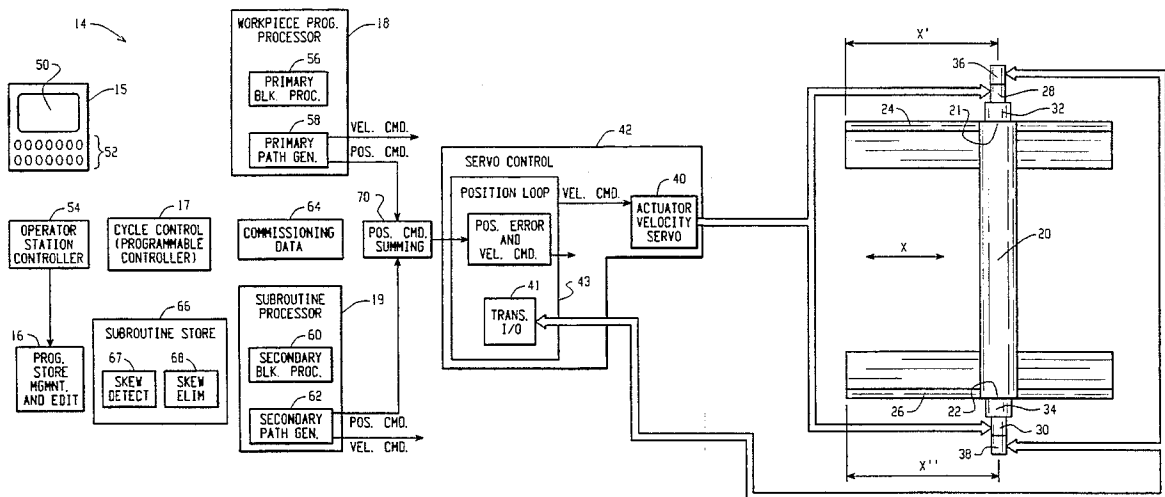 14
50
15
52
WORKPIECE PROG.
PROCESSOR
18
56
PRIMARY
BLK. PROC.
58
PRIMARY
PATH GEN.
VEL. CMD.
POS. CMD.
54
OPERATOR
STATION
CONTROLLER
17
CYCLE CONTROL
(PROGRAMMABLE
CONTROLLER)
64
COMMISSIONING
DATA
70
POS. CMD.
SUMMING
42
SERVO CONTROL
POSITION LOOP
VEL. CMD.
POS. ERROR
AND
VEL. CMD.
40
ACTUATOR
VELOCITY
SERVO
41
TRANS.
I/O
43
16
PROG.
STORE
MGMNT.
AND EDIT
66
SUBROUTINE STORE
67
SKEW
DETECT
68
SKEW
ELIM
SUBROUTINE
PROCESSOR
19
60
SECONDARY
BLK. PROC.
62
SECONDARY
PATH GEN.
POS. CMD.
VEL. CMD.
X'
36
28
24
21
32
X
20
26
22
34
30
38
X''